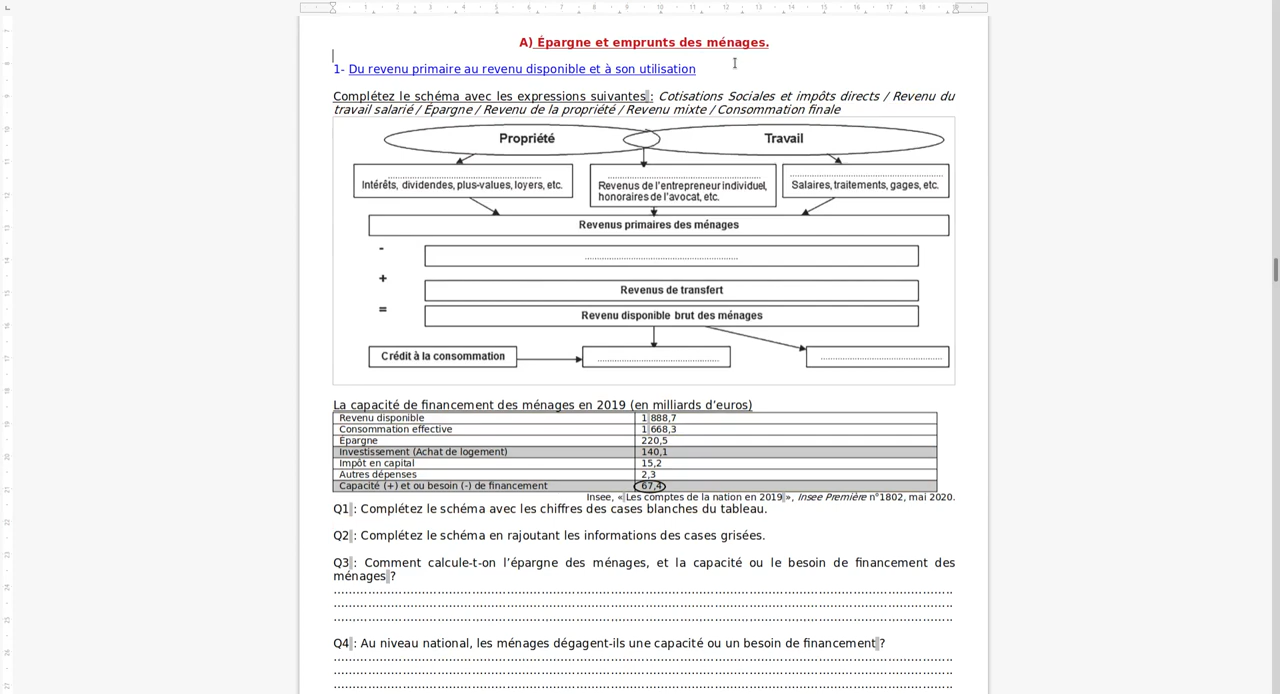 A) Épargne et emprunts des ménages.
1- Du revenu primaire au revenu disponible et à son utilisation
Complétez le schéma avec les expressions suivantes : Cotisations Sociales et impôts directs / Revenu du
travail salarié / Épargne / Revenu de la propriété / Revenu mixte / Consommation finale
Propriété
Travail
Intérêts, dividendes, plus-values, loyers, etc.
Revenus de l'entrepreneur individuel,
honoraires de l'avocat, etc.
Salaires, traitements, gages, etc.
Revenus primaires des ménages
-
+
Revenus de transfert
=
Revenu disponible brut des ménages
Crédit à la consommation
La capacité de financement des ménages en 2019 (en milliards d'euros)
Revenu disponible 1 888,7
Consommation effective 1 668,3
Épargne 220,5
Investissement (Achat de logement) 140,1
Impôt en capital 15,2
Autres dépenses 2,3
Capacité (+) et ou besoin (-) de financement 67,4
Insee, « Les comptes de la nation en 2019 », Insee Première n°1802, mai 2020.
Q1 : Complétez le schéma avec les chiffres des cases blanches du tableau.
Q2 : Complétez le schéma en rajoutant les informations des cases grisées.
Q3 : Comment calcule-t-on l'épargne des ménages, et la capacité ou le besoin de financement des
ménages ?
Q4 : Au niveau national, les ménages dégagent-ils une capacité ou un besoin de financement ?